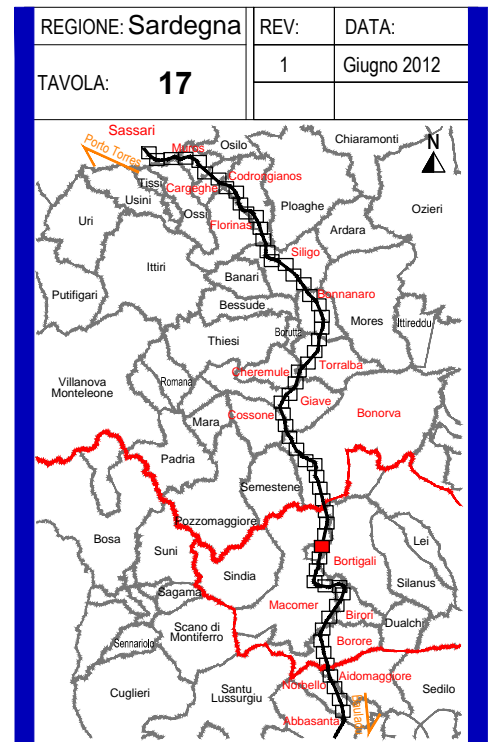 REGIONE: Sardegna
REV:
DATA:
TAVOLA: 17
1
Giugno 2012
Sassari
Porto Torres
Muros
Osilo
Chiaramonti
N
Tissi
Cargeghe
Codrongianos
Usini
Ossi
Ploaghe
Ozieri
Uri
Florinas
Ardara
Siligo
Ittiri
Banari
Putifigari
Bonnanaro
Bessude
Mores
Ittireddu
Borutta
Thiesi
Torralba
Cheremule
Villanova
Monteleone
Romana
Giave
Cossone
Bonorva
Mara
Padria
Semestene
Pozzomaggiore
Bosa
Lei
Suni
Bortigali
Sindia
Silanus
Sagama
Macomer
Birori
Dualchi
Scano di
Montiferro
Sennariolo
Borore
Aidomaggiore
Norbello
Sedilo
Cuglieri
Santu
Lussurgiu
Abbasanta